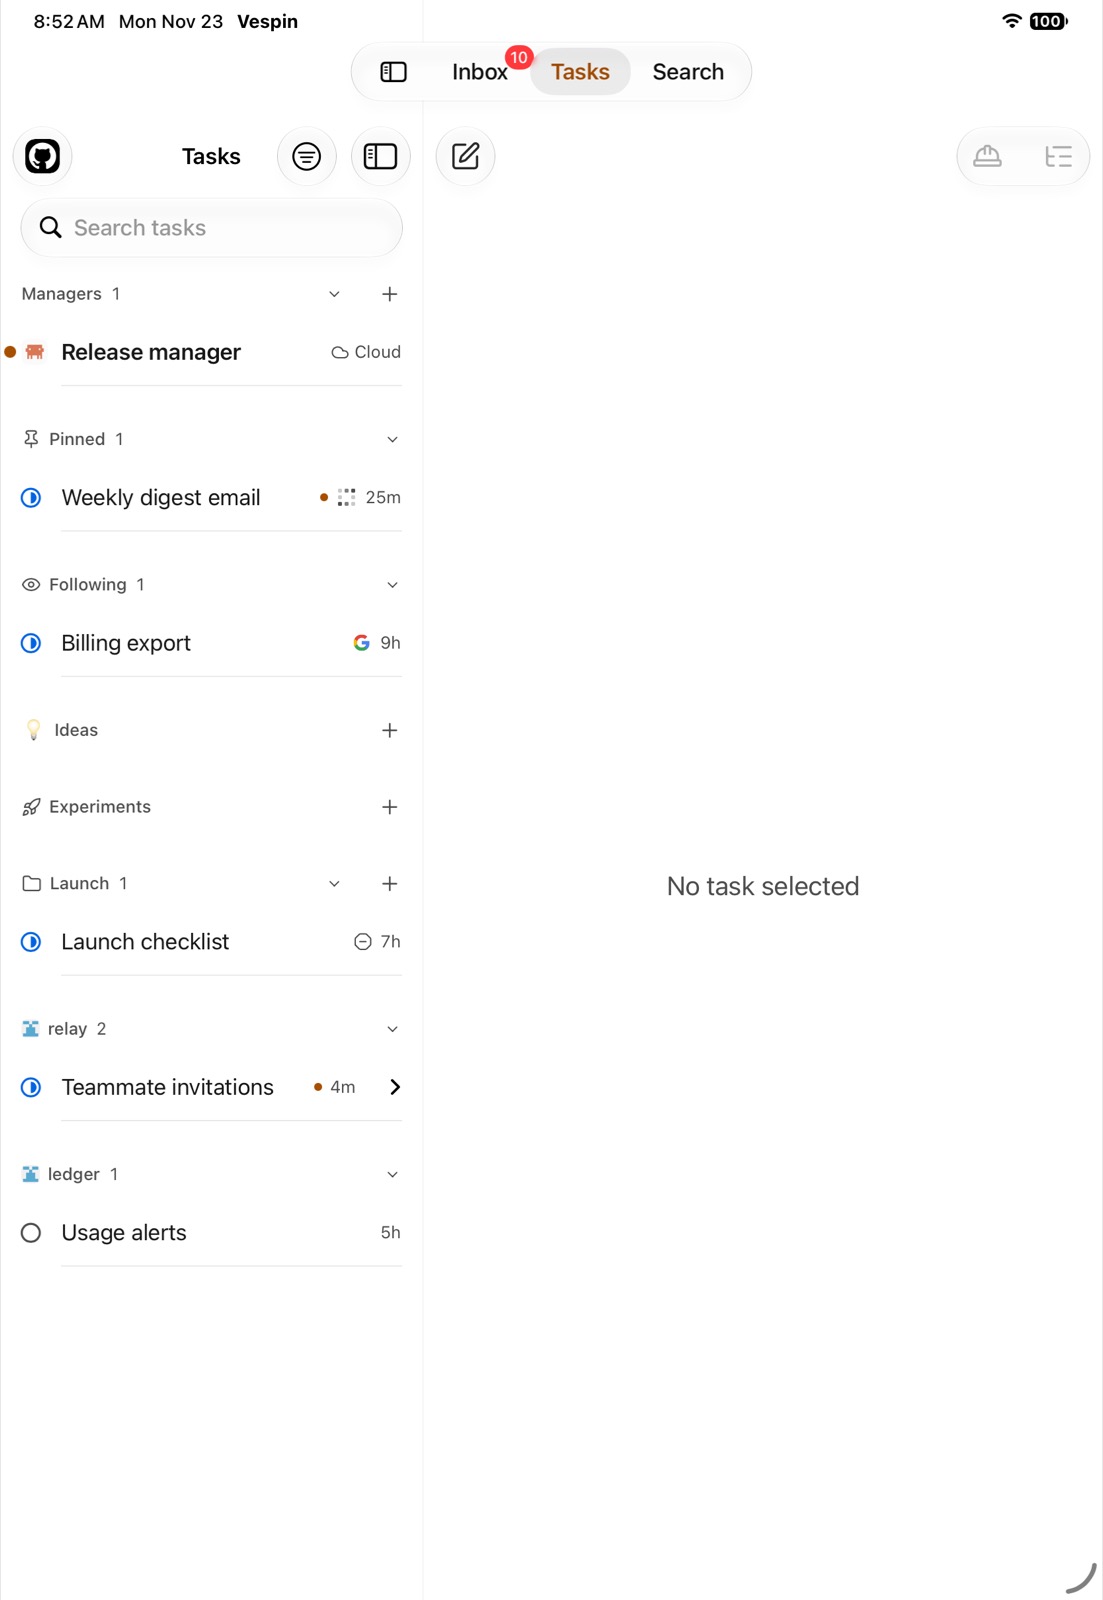 8:52 AM Mon Nov 23 Vespin
100
Inbox 10 Tasks Search
Tasks
Search tasks
Managers 1
Release manager Cloud
Pinned 1
Weekly digest email 25m
Following 1
Billing export 9h
Ideas
Experiments
Launch 1
Launch checklist 7h
relay 2
Teammate invitations 4m
ledger 1
Usage alerts 5h
No task selected